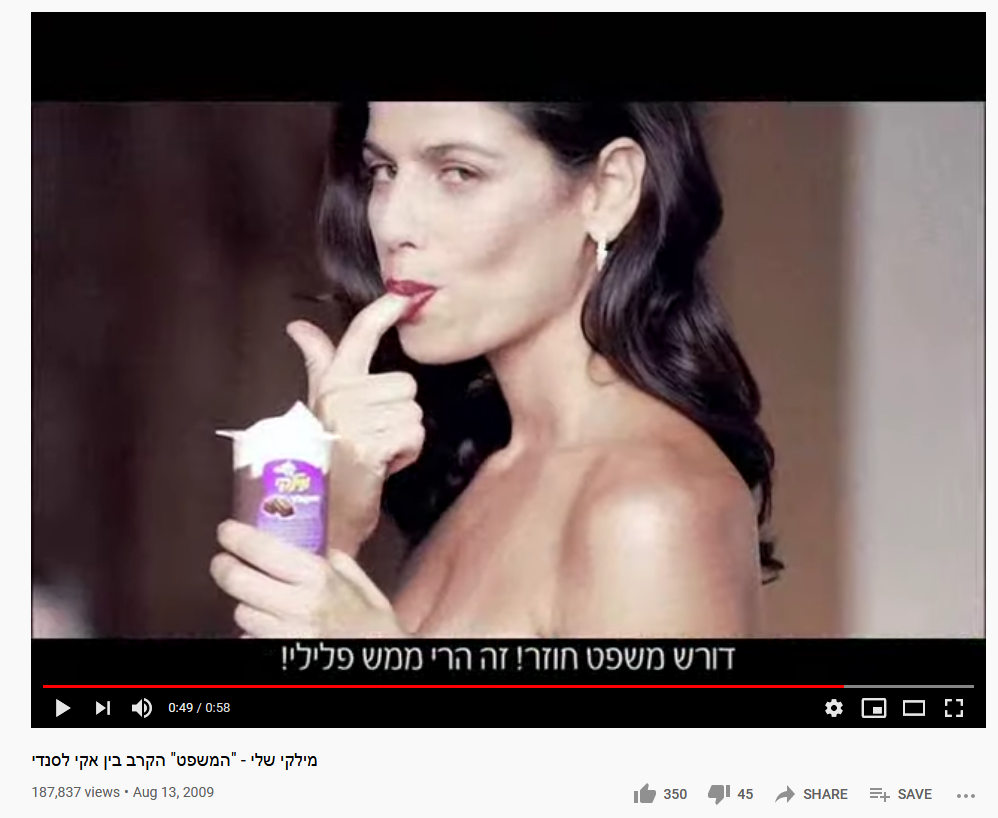 מילקי
דורש משפט חוזר! זה הרי ממש פלילי!
0:49 / 0:58
מילקי שלי - "המשפט" הקרב בין אקי לסנדי
187,837 views • Aug 13, 2009
350
45
SHARE
SAVE